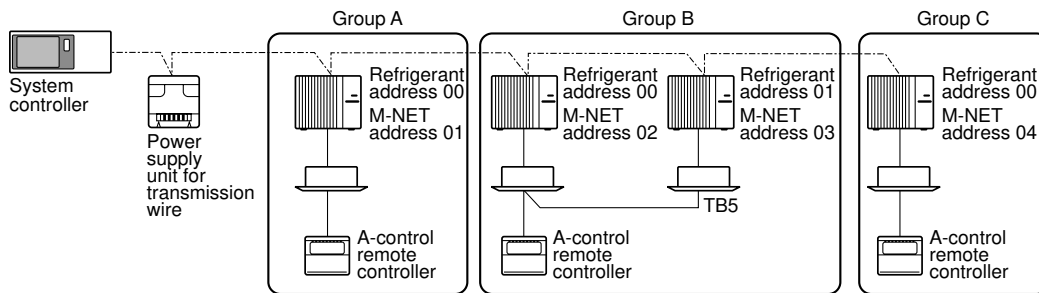 Group A
Group B
Group C
System
controller
Power
supply
unit for
transmission
wire
Refrigerant
address 00
M-NET
address 01
A-control
remote
controller
Refrigerant
address 00
M-NET
address 02
Refrigerant
address 01
M-NET
address 03
TB5
A-control
remote
controller
Refrigerant
address 00
M-NET
address 04
A-control
remote
controller